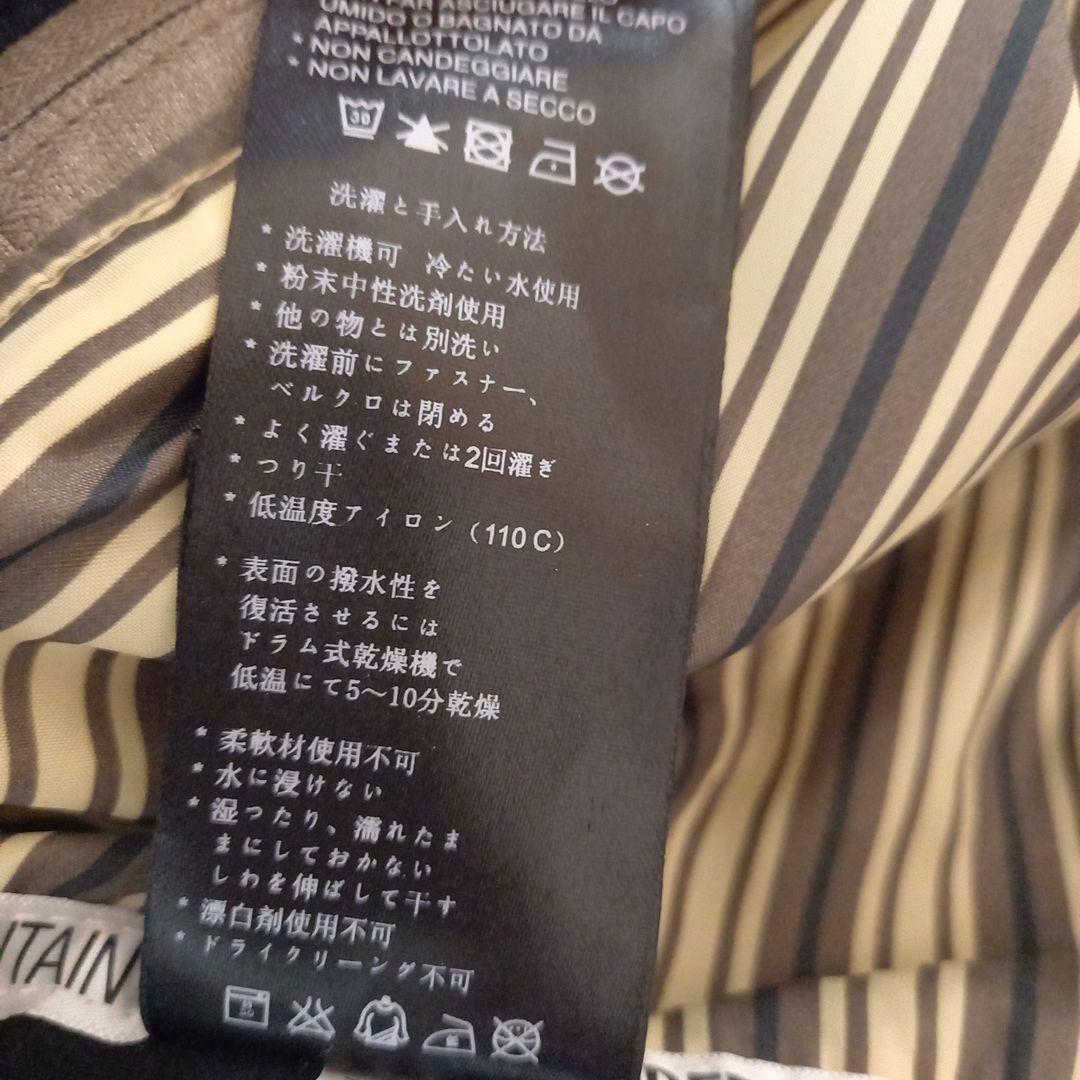 FAR ASCIUGARE IL CAPO
UMIDO O BAGNATO DA
APPALLOTTOLATO
* NON CANDEGGIARE
* NON LAVARE A SECCO
30
洗濯と手入れ方法
* 洗濯機可 冷たい水使用
* 粉末中性洗剤使用
* 他の物とは別洗い
* 洗濯前にファスナー、
ベルクロは閉める
* よく濯ぐまたは2回濯ぎ
* つり干
* 低温度アイロン（110 C）
* 表面の撥水性を
復活させるには
ドラム式乾燥機で
低温にて5～10分乾燥
* 柔軟材使用不可
* 水に浸けない
* 湿ったり、濡れたま
まにしておかない
しわを伸ばして干す
* 漂白剤使用不可
* ドライクリーニング不可
低
NTAIN